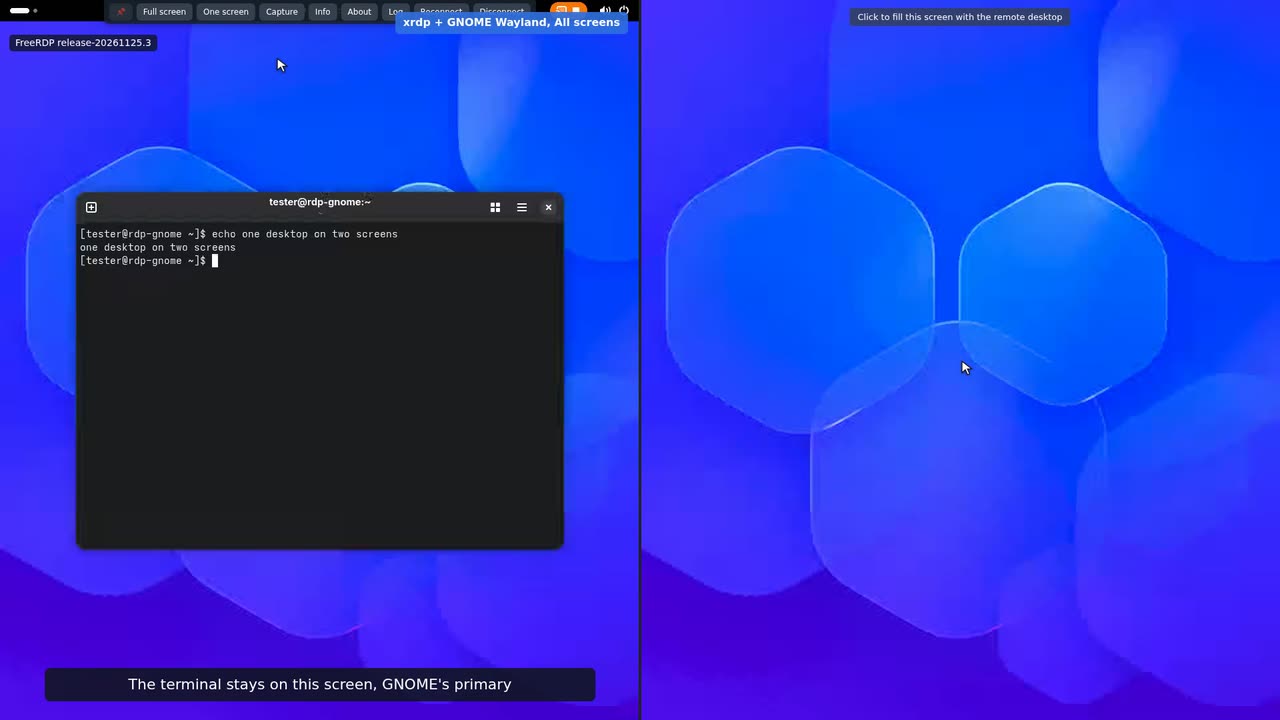 Full screen One screen Capture Info About Log Reconnect Disconnect
xrdp + GNOME Wayland, All screens
Click to fill this screen with the remote desktop
FreeRDP release-20261125.3
tester@rdp-gnome:~
[tester@rdp-gnome ~]$ echo one desktop on two screens
one desktop on two screens
[tester@rdp-gnome ~]$
The terminal stays on this screen, GNOME's primary